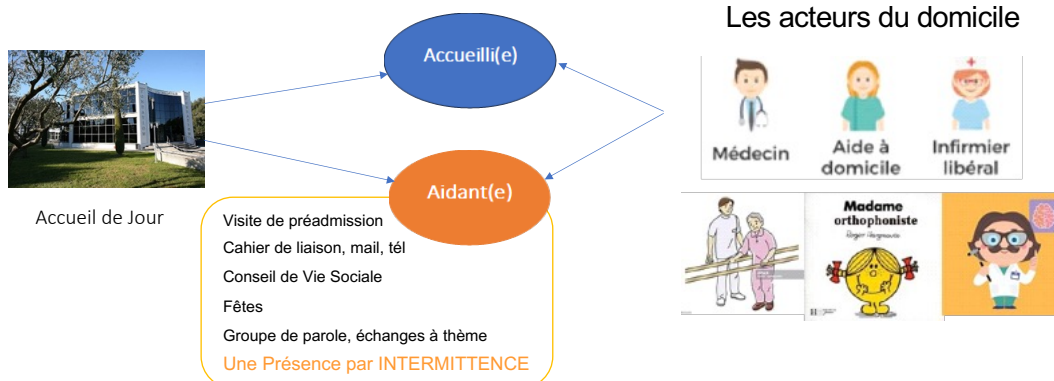 Les acteurs du domicile
Accueilli(e)
Médecin
Aide à
domicile
Infirmier
libéral
Aidant(e)
Accueil de Jour
Visite de préadmission
Cahier de liaison, mail, tél
Conseil de Vie Sociale
Fêtes
Groupe de parole, échanges à thème
Une Présence par INTERMITTENCE
Madame
orthophoniste
Roger Hargreaves